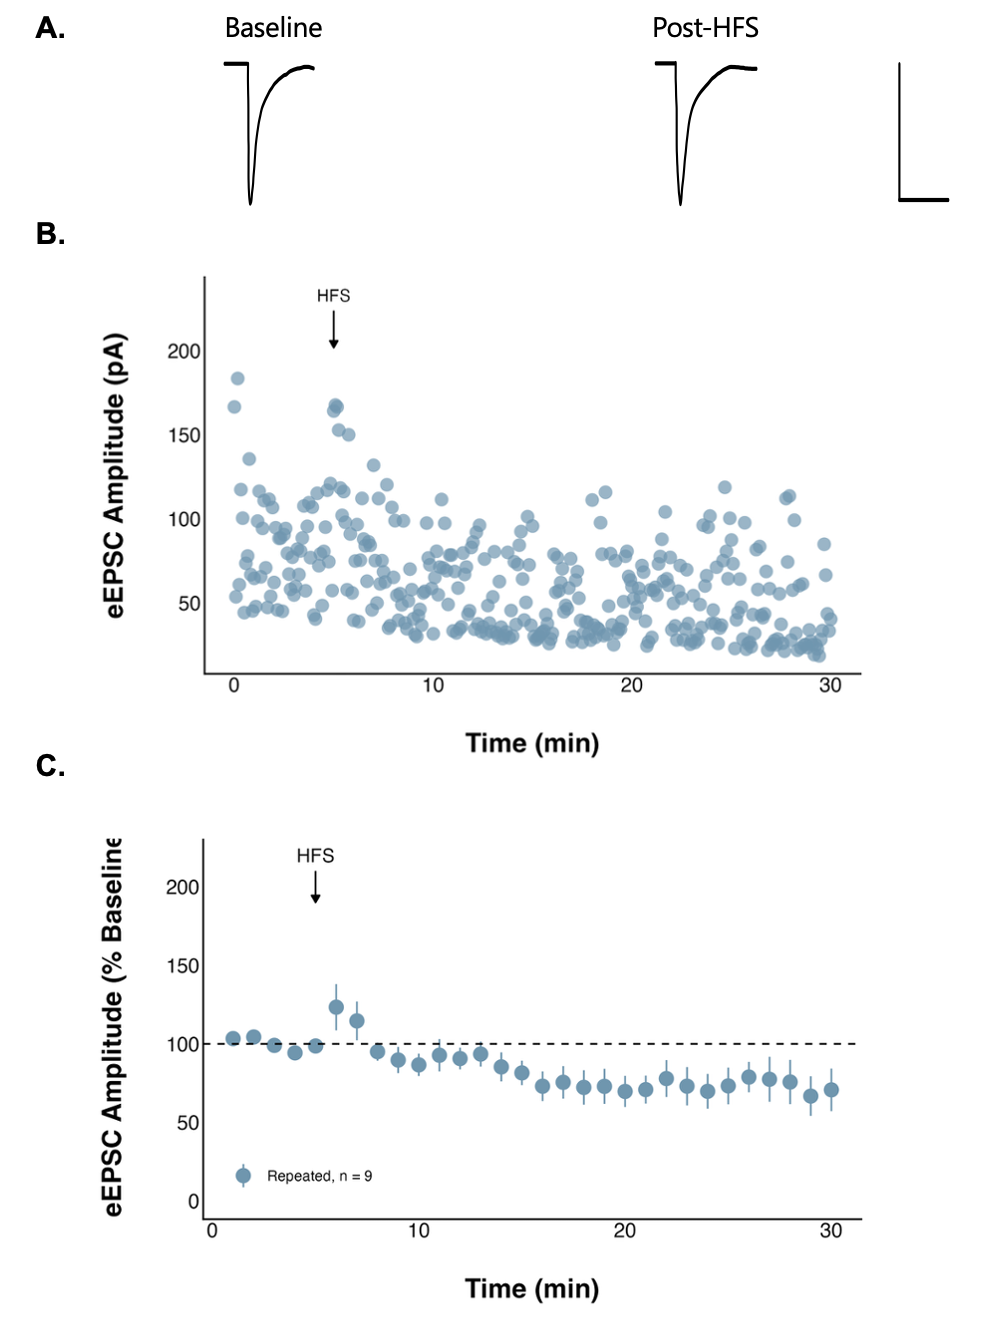 A.
Baseline
Post-HFS
B.
HFS
eEPSC Amplitude (pA)
200
150
100
50
0
10
20
30
Time (min)
C.
HFS
eEPSC Amplitude (% Baseline
200
150
100
50
0
Repeated, n = 9
0
10
20
30
Time (min)